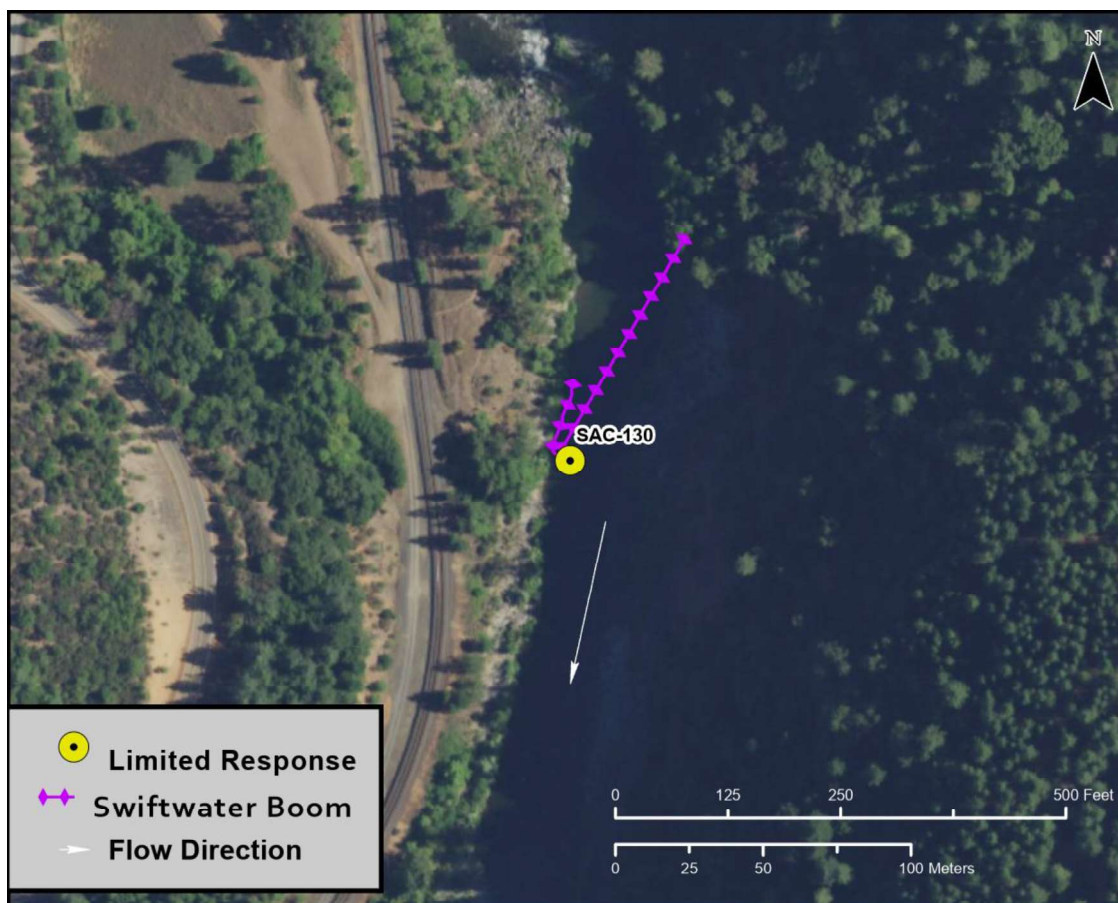 N
SAC-130
Limited Response
Swiftwater Boom
Flow Direction
0 125 250 500 Feet
0 25 50 100 Meters